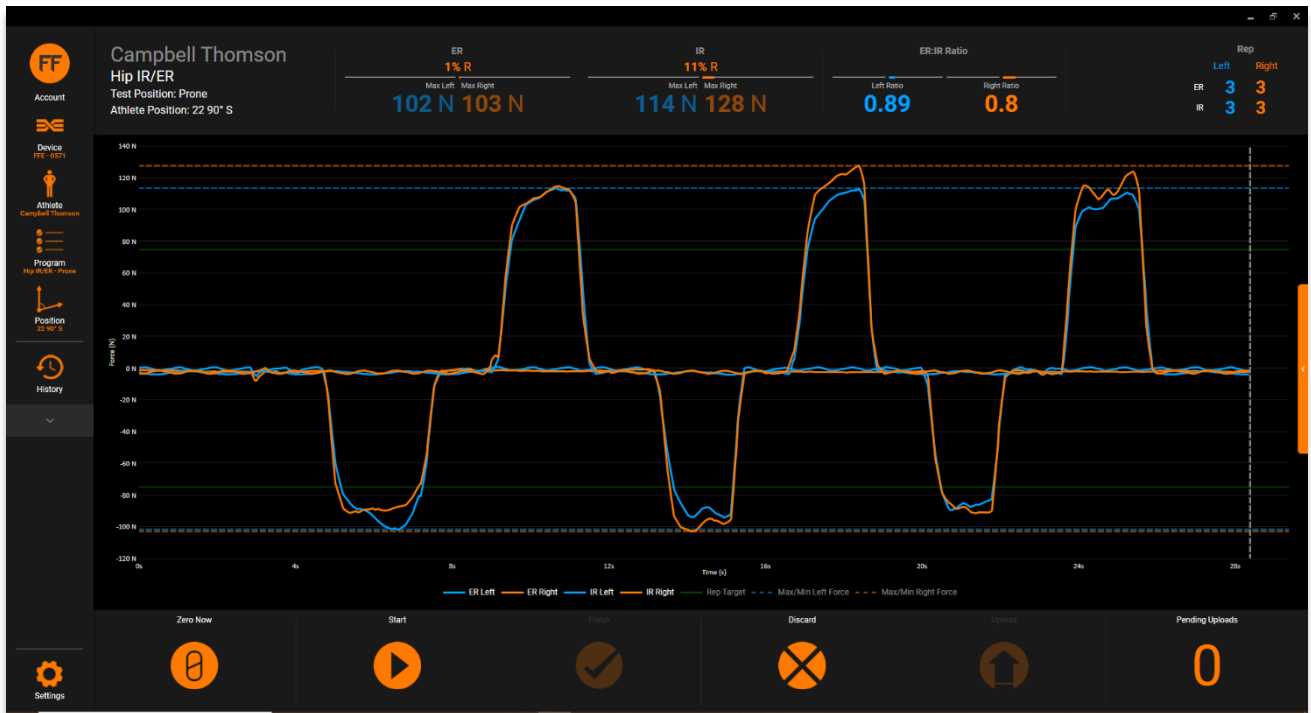 FF
Account
Device
FFE - 0571
Athlete
Campbell Thomson
Program
Hip IR/ER - Prone
Position
22 90° S
History
Settings
Campbell Thomson
Hip IR/ER
Test Position: Prone
Athlete Position: 22 90° S
ER
1% R
Max Left Max Right
102 N 103 N
IR
11% R
Max Left Max Right
114 N 128 N
ER:IR Ratio
Left Ratio Right Ratio
0.89 0.8
Rep
Left Right
ER 3 3
IR 3 3
140 N
120 N
100 N
80 N
60 N
40 N
20 N
0 N
-20 N
-40 N
-60 N
-80 N
-100 N
-120 N
Force (N)
0s 4s 8s 12s 16s 20s 24s 28s
Time (s)
ER Left ER Right IR Left IR Right Rep Target Max/Min Left Force Max/Min Right Force
Zero Now Start Finish Discard Upload Pending Uploads
0